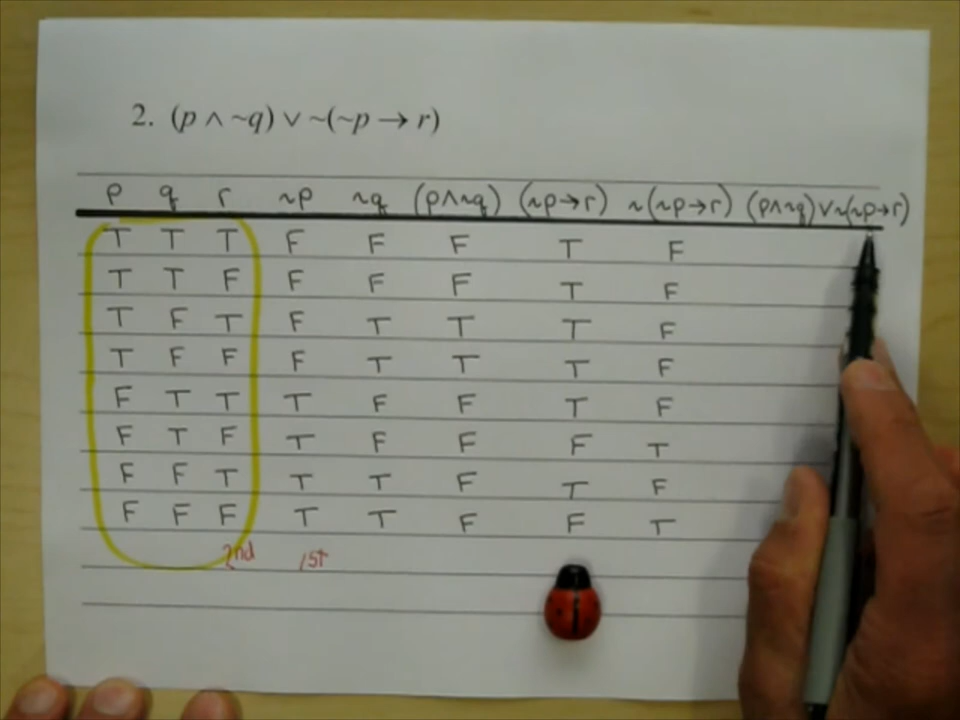 2. (p ∧ ~q) ∨ ~(~p → r)
p q r ~p ~q (p∧~q) (~p→r) ~(~p→r) (p∧~q)∨~(~p→r)
T T T F F F T F
T T F F F F T F
T F T F T T T F
T F F F T T T F
F T T T F F T F
F T F T F F F T
F F T T T F T F
F F F T T F F T
2nd 1st